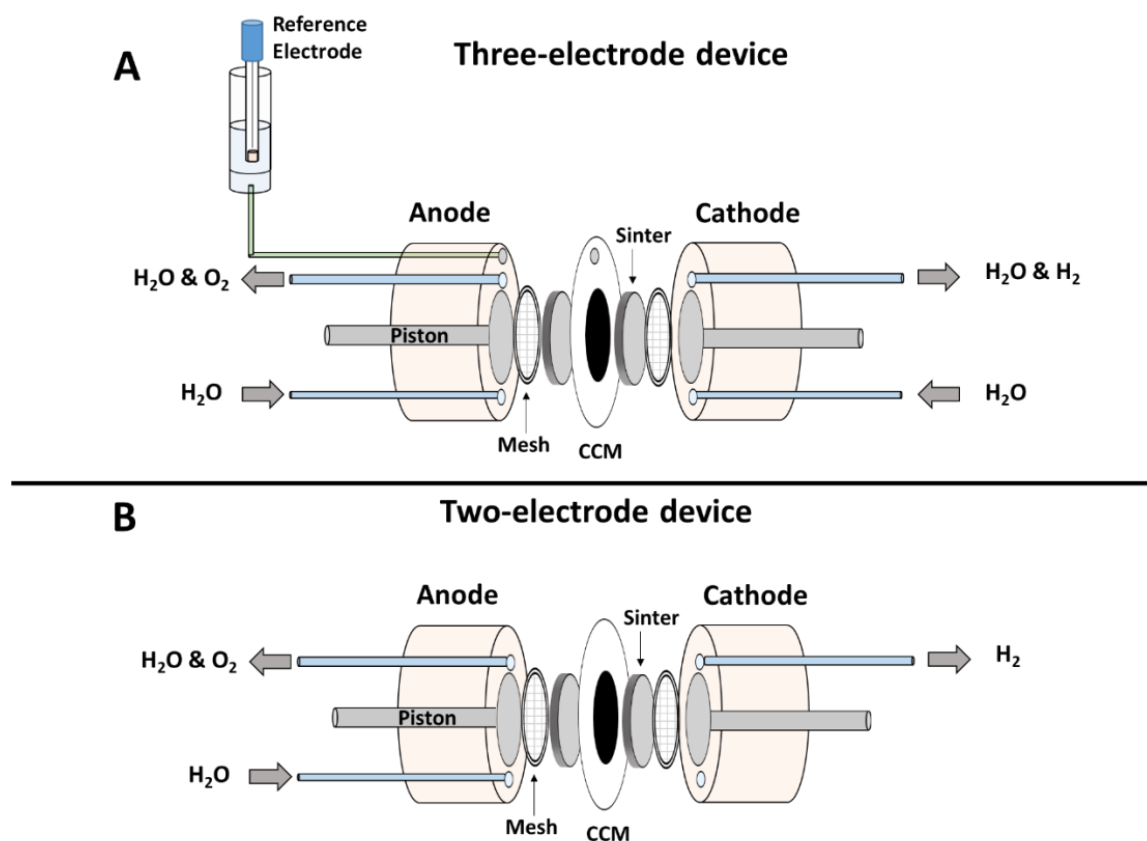 Reference
Electrode
A
Three-electrode device
Anode
Cathode
Sinter
H₂O & O₂
H₂O & H₂
Piston
H₂O
H₂O
Mesh
CCM
B
Two-electrode device
Anode
Cathode
Sinter
H₂O & O₂
H₂
Piston
H₂O
Mesh
CCM